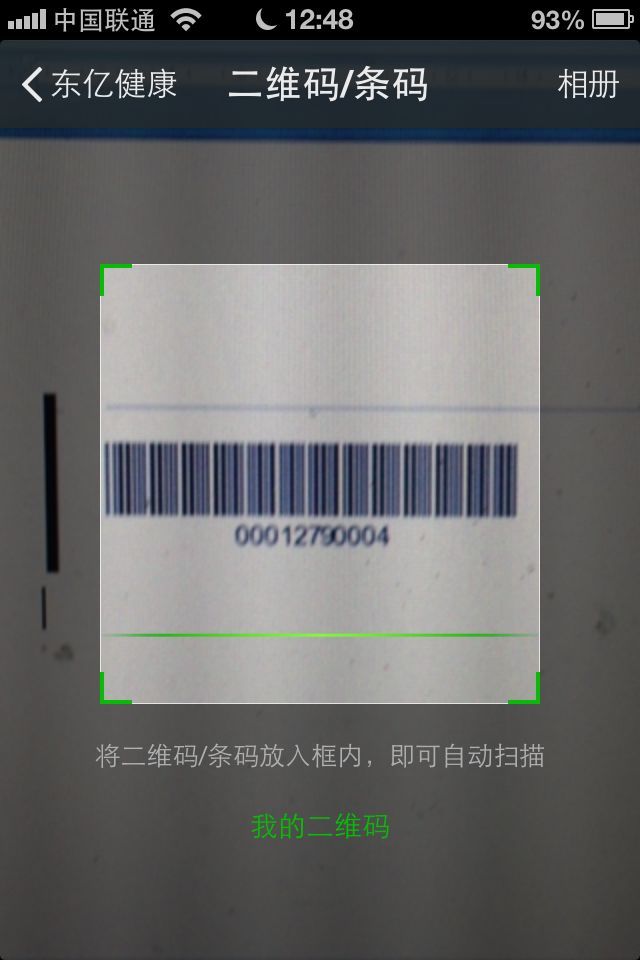 中国联通 12:48 93%
东亿健康 二维码/条码 相册
00012790004
将二维码/条码放入框内，即可自动扫描
我的二维码